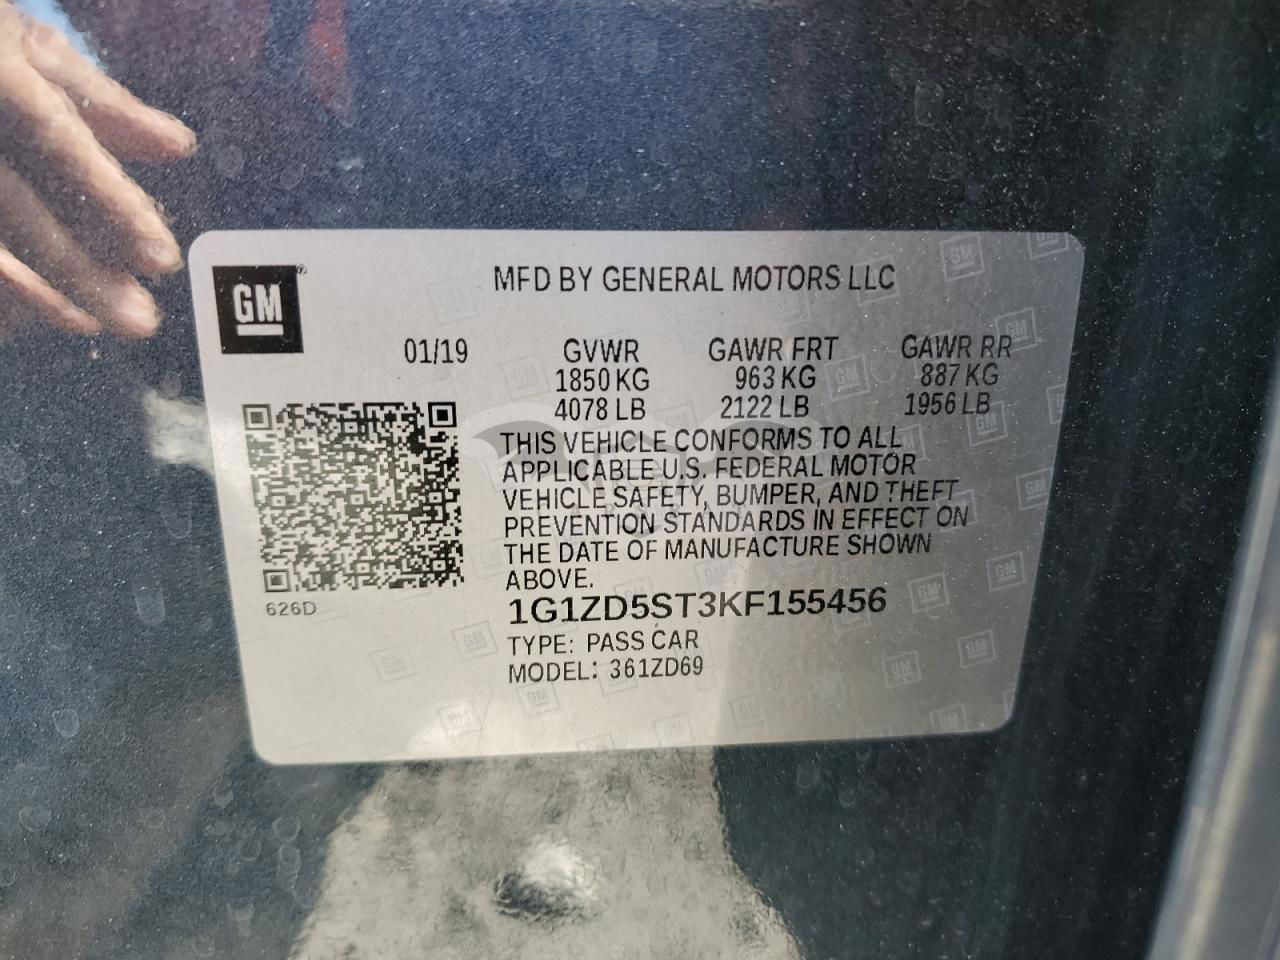 GM
MFD BY GENERAL MOTORS LLC
01/19 GVWR GAWR FRT GAWR RR
1850 KG 963 KG 887 KG
4078 LB 2122 LB 1956 LB
THIS VEHICLE CONFORMS TO ALL
APPLICABLE U.S. FEDERAL MOTOR
VEHICLE SAFETY, BUMPER, AND THEFT
PREVENTION STANDARDS IN EFFECT ON
THE DATE OF MANUFACTURE SHOWN
ABOVE.
626D
1G1ZD5ST3KF155456
TYPE: PASS CAR
MODEL: 361ZD69